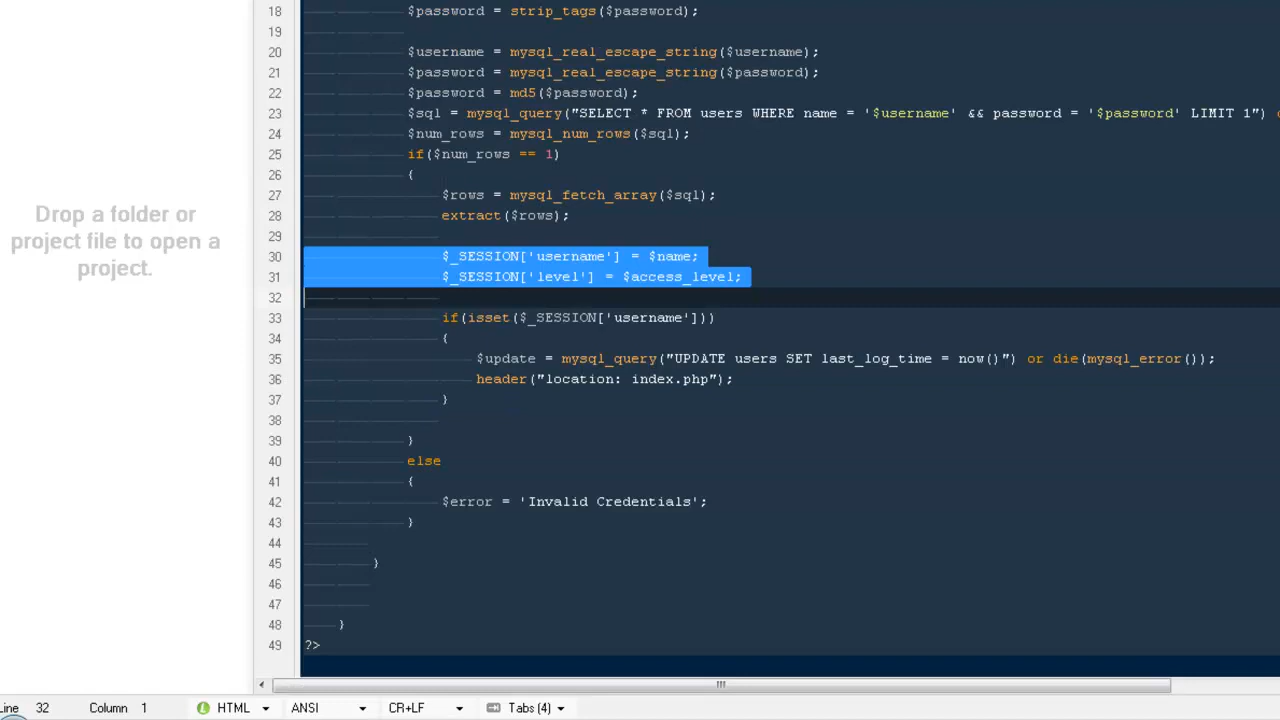 Drop a folder or
project file to open a
project.
18 $password = strip_tags($password);
19
20 $username = mysql_real_escape_string($username);
21 $password = mysql_real_escape_string($password);
22 $password = md5($password);
23 $sql = mysql_query("SELECT * FROM users WHERE name = '$username' && password = '$password' LIMIT 1")
24 $num_rows = mysql_num_rows($sql);
25 if($num_rows == 1)
26 {
27 $rows = mysql_fetch_array($sql);
28 extract($rows);
29
30 $_SESSION['username'] = $name;
31 $_SESSION['level'] = $access_level;
32
33 if(isset($_SESSION['username']))
34 {
35 $update = mysql_query("UPDATE users SET last_log_time = now()") or die(mysql_error());
36 header("location: index.php");
37 }
38
39 }
40 else
41 {
42 $error = 'Invalid Credentials';
43 }
44
45 }
46
47
48 }
49 ?>
Line 32 Column 1 HTML ANSI CR+LF Tabs (4)